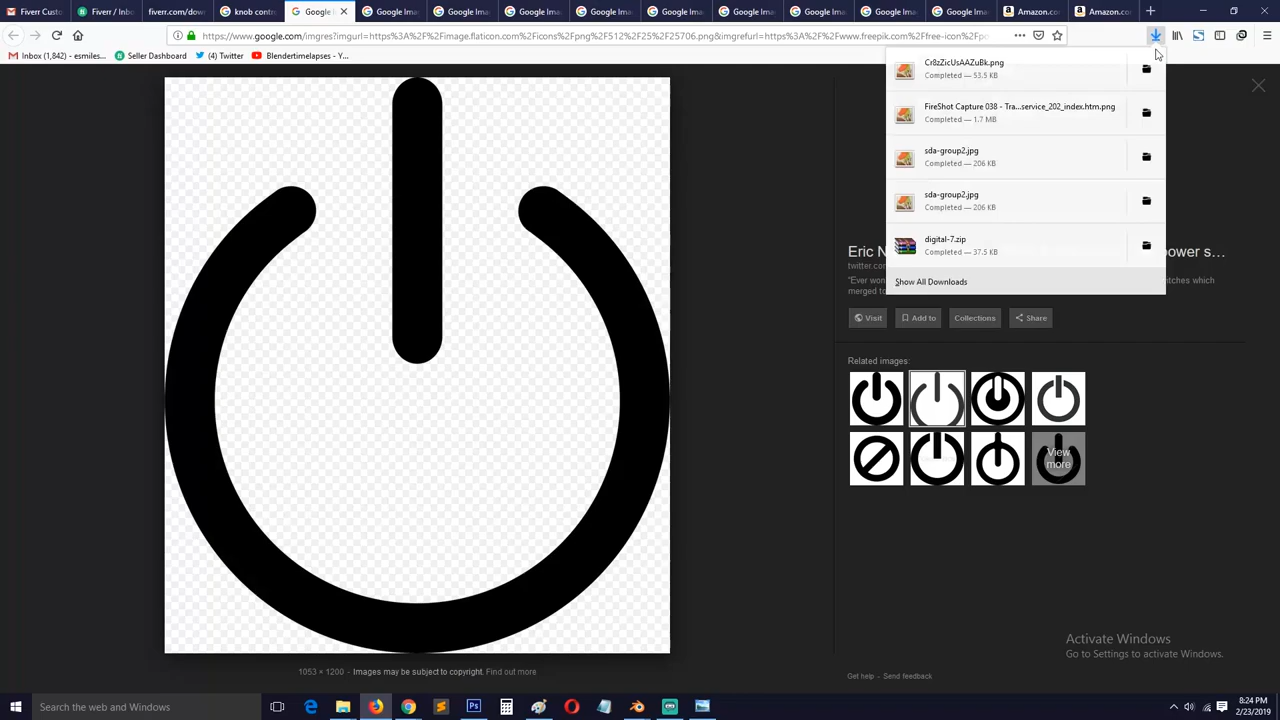 Fiverr Custo
Fiverr Inbo
fiverr.com/dow
knob contro
Google I
Google Ima
Google Ima
Google Ima
Google Ima
Google Ima
Google Ima
Google Ima
Google Ima
Amazon.co
Amazon.co
https://www.google.com/imgres?imgurl=https%3A%2F%2Fimage.flaticon.com%2Ficons%2Fpng%2F512%2F25%2F25706.png&imgrefurl=https%3A%2F%2Fwww.freepik.com%2Ffree-icon%2Fpo
Inbox (1,842) - esmiles...
Seller Dashboard
(4) Twitter
Blendertimelapses : Y...
Cr8zZicUsAAZuBk.png
Completed — 53.5 KB
FireShot Capture 038 - Tra...service_202_index.htm.png
Completed — 1.7 MB
sda-group2.jpg
Completed — 206 KB
sda-group2.jpg
Completed — 206 KB
digital-7.zip
Completed — 37.5 KB
Show All Downloads
Eric N
ower s...
twitter.co
"Ever won
itches which
merged to
Visit
Add to
Collections
Share
Related images:
View more
1053 × 1200 - Images may be subject to copyright. Find out more
Get help - Send feedback
Activate Windows
Go to Settings to activate Windows.
Search the web and Windows
8:24 PM
2/23/2019